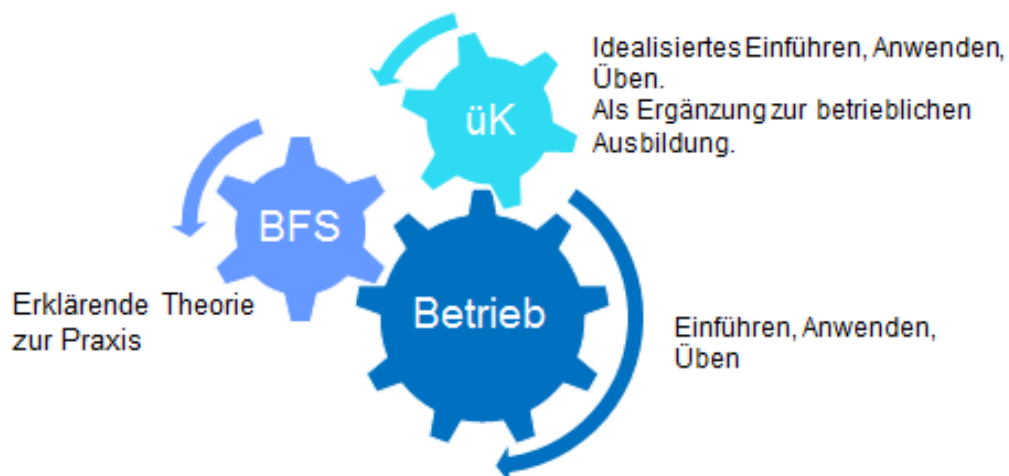 Idealisiertes Einführen, Anwenden,
Üben.
Als Ergänzung zur betrieblichen
Ausbildung.
üK
BFS
Erklärende Theorie
zur Praxis
Betrieb
Einführen, Anwenden,
Üben